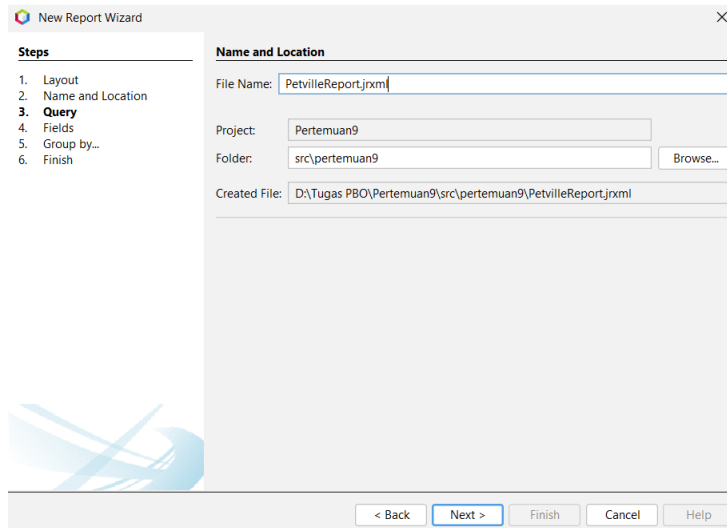 New Report Wizard
Steps
1. Layout
2. Name and Location
3. Query
4. Fields
5. Group by...
6. Finish
Name and Location
File Name: PetvilleReport.jrxml
Project: Pertemuan9
Folder: src\pertemuan9 Browse...
Created File: D:\Tugas PBO\Pertemuan9\src\pertemuan9\PetvilleReport.jrxml
< Back Next > Finish Cancel Help